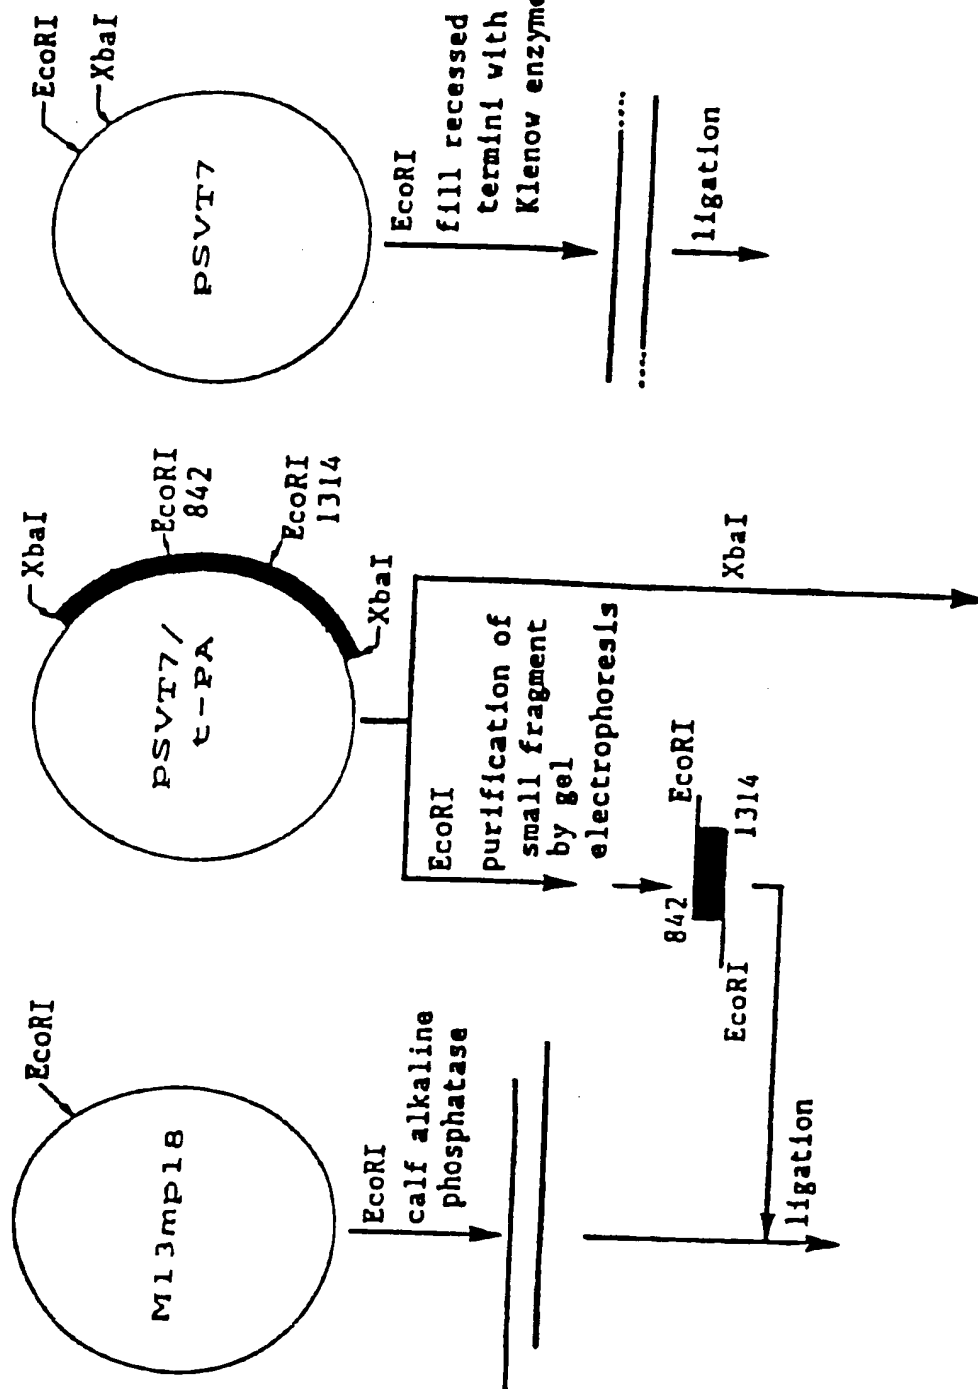 M13mp18
EcoRI
EcoRI
calf alkaline
phosphatase
ligation
PSVT7/
t-PA
XbaI
EcoRI
842
EcoRI
1314
XbaI
EcoRI
purification of
small fragment
by gel
electrophoresis
842
EcoRI
EcoRI
1314
XbaI
PSVT7
EcoRI
XbaI
EcoRI
fill recessed
termini with
Klenow enzyme
ligation